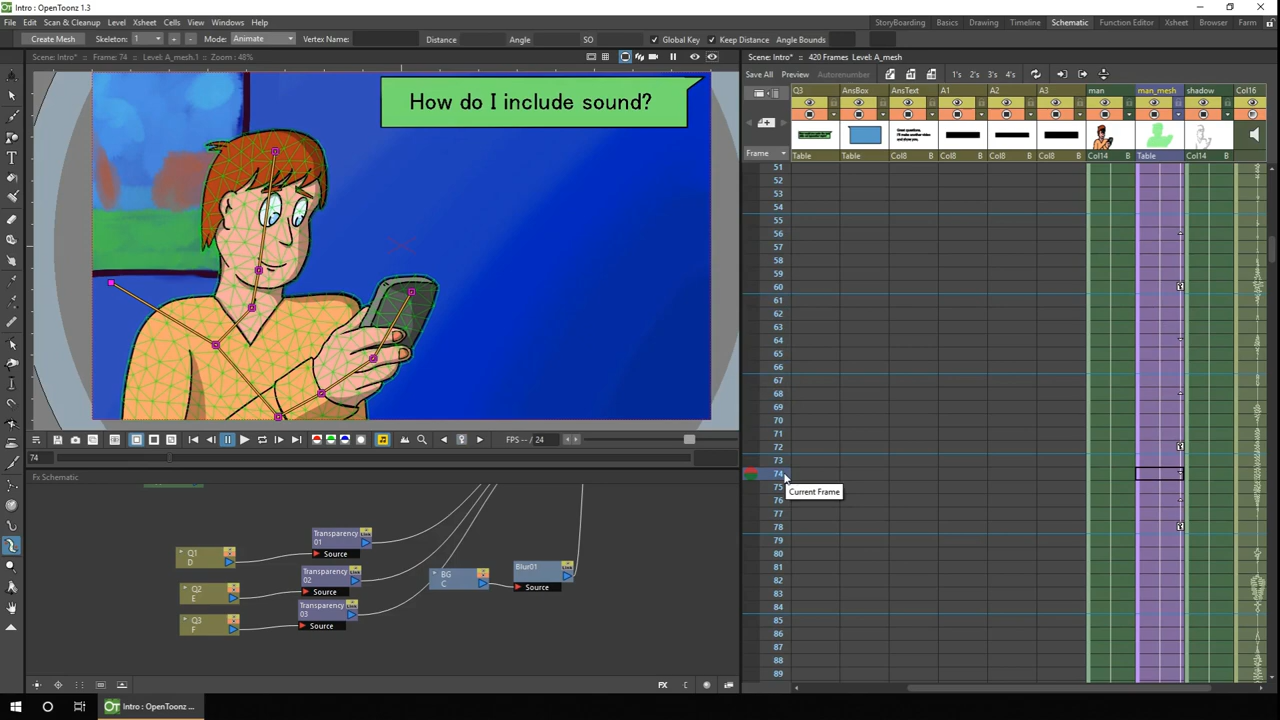 Intro : OpenToonz 1.3
File Edit Scan & Cleanup Level Xsheet Cells View Windows Help
StoryBoarding Basics Drawing Timeline Schematic Function Editor Xsheet Browser Farm
Create Mesh Skeleton: 1 + - Mode: Animate Vertex Name: Distance Angle SO Global Key Keep Distance Angle Bounds
Scene: Intro* :: Frame: 74 :: Level: A_mesh.1 :: Zoom : 48%
Scene: Intro* :: 420 Frames Level: A_mesh
Save All Preview Autorenumber 1's 2's 3's 4's
Q3 AnsBox AnsText A1 A2 A3 man man_mesh shadow Col16
Frame
Table Table Col8 B Col8 B Col8 B Col8 B Col14 B Table Col14 B
How do I include sound?
51
52
53
54
55
56
57
58
59
60
61
62
63
64
65
66
67
68
69
70
71
72
73
74
75
76
77
78
79
80
81
82
83
84
85
86
87
88
89
Current Frame
FPS -- / 24
74
Fx Schematic
Transparency
01
Source
Q1
D
Transparency
02
Source
Q2
E
Transparency
03
Source
Q3
F
BG
C
Blur01
Source
Link
FX
Intro : OpenToonz ...